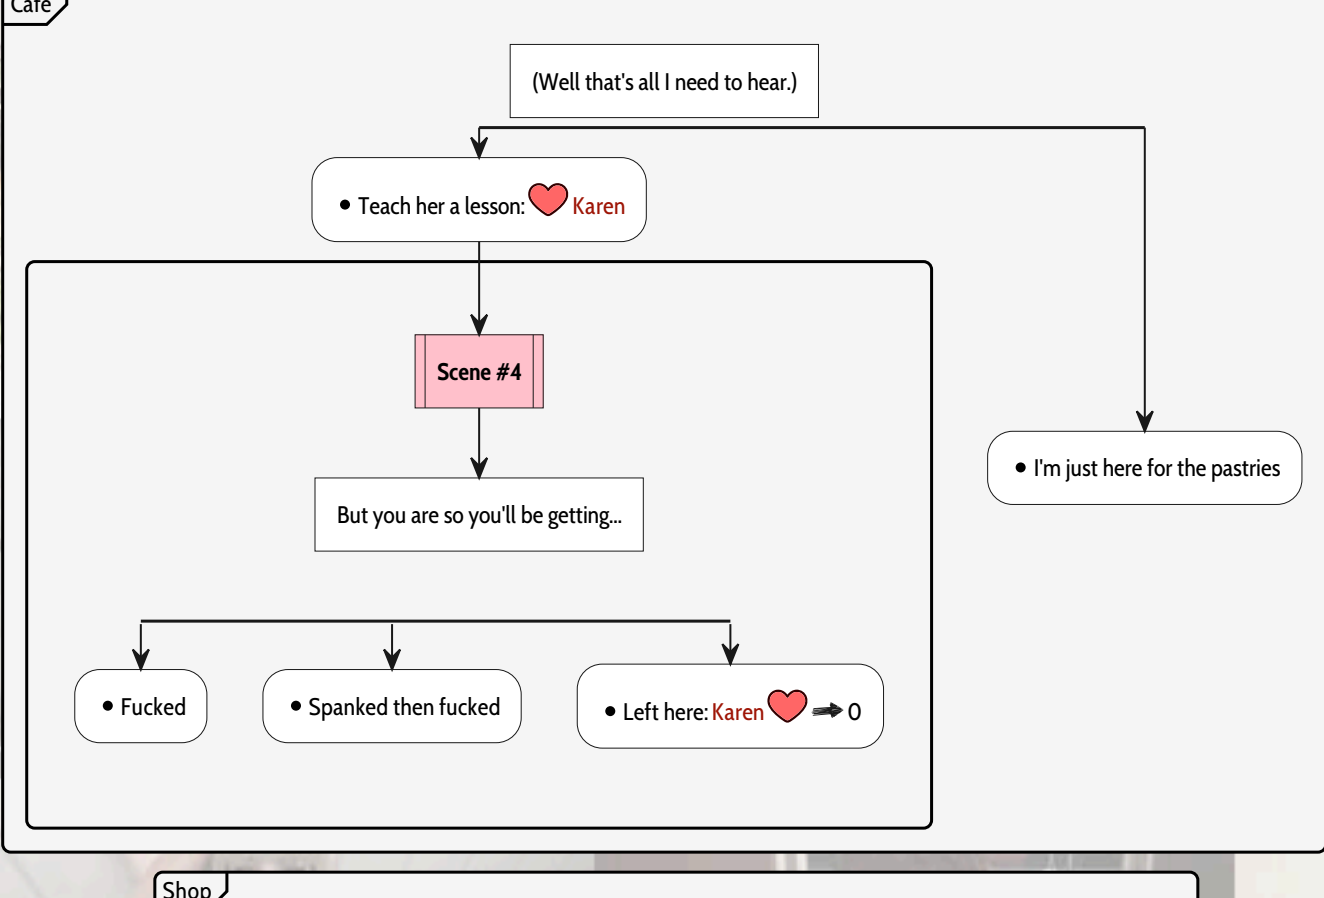 Cafe
(Well that's all I need to hear.)
• Teach her a lesson: Karen
Scene #4
• I'm just here for the pastries
But you are so you'll be getting...
• Fucked
• Spanked then fucked
• Left here: Karen 0
Shop